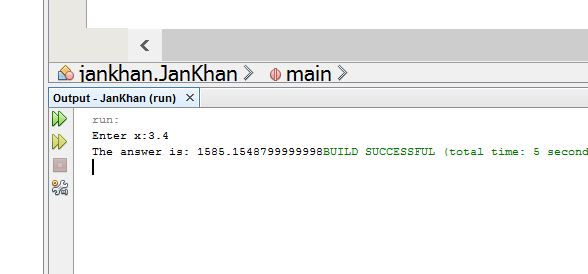 jankhan.JanKhan main
Output - JanKhan (run) ×
run:
Enter x:3.4
The answer is: 1585.1548799999998BUILD SUCCESSFUL (total time: 5 second